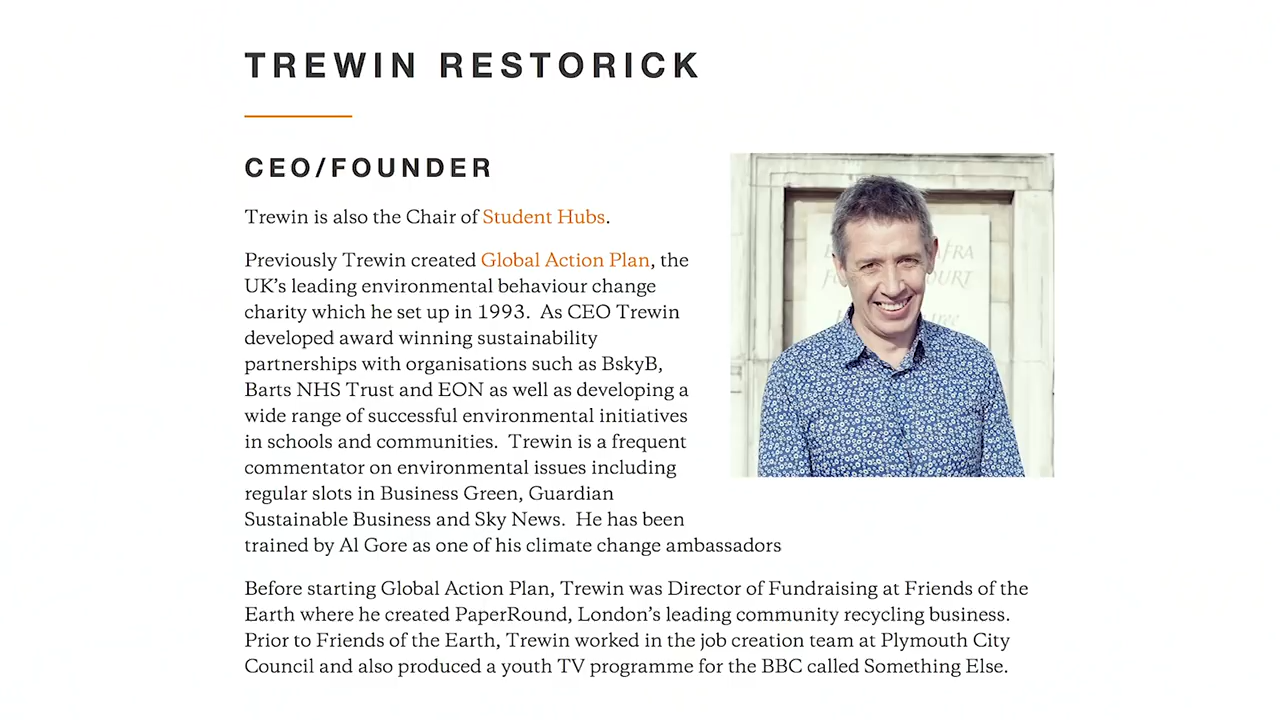 TREWIN RESTORICK
CEO/FOUNDER
Trewin is also the Chair of Student Hubs.
Previously Trewin created Global Action Plan, the
UK's leading environmental behaviour change
charity which he set up in 1993.  As CEO Trewin
developed award winning sustainability
partnerships with organisations such as BskyB,
Barts NHS Trust and EON as well as developing a
wide range of successful environmental initiatives
in schools and communities.  Trewin is a frequent
commentator on environmental issues including
regular slots in Business Green, Guardian
Sustainable Business and Sky News.  He has been
trained by Al Gore as one of his climate change ambassadors
Before starting Global Action Plan, Trewin was Director of Fundraising at Friends of the
Earth where he created PaperRound, London's leading community recycling business.
Prior to Friends of the Earth, Trewin worked in the job creation team at Plymouth City
Council and also produced a youth TV programme for the BBC called Something Else.